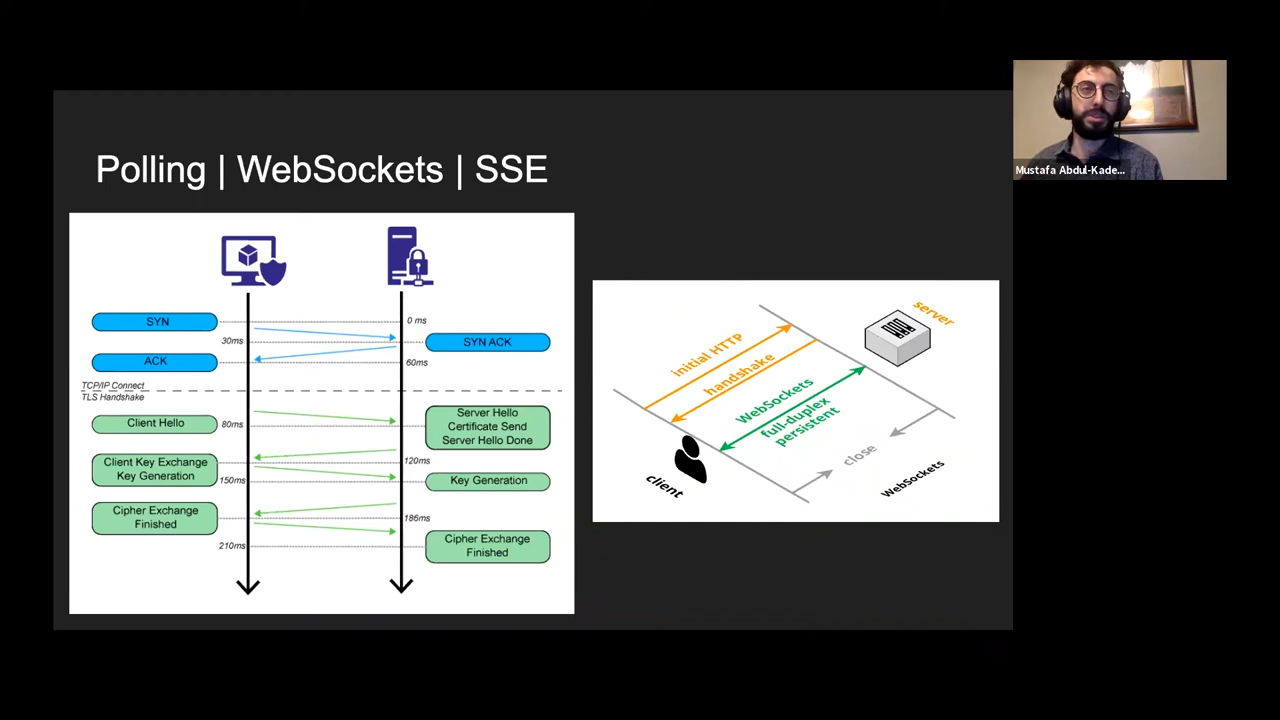 Polling | WebSockets | SSE
SYN
0 ms
30ms
SYN ACK
ACK
60ms
TCP/IP Connect
TLS Handshake
Client Hello
80ms
Server Hello
Certificate Send
Server Hello Done
Client Key Exchange
Key Generation
120ms
150ms
Key Generation
Cipher Exchange
Finished
186ms
210ms
Cipher Exchange
Finished
server
initial HTTP
handshake
WebSockets
full-duplex
persistent
close
client
WebSockets
Mustafa Abdul-Kade...